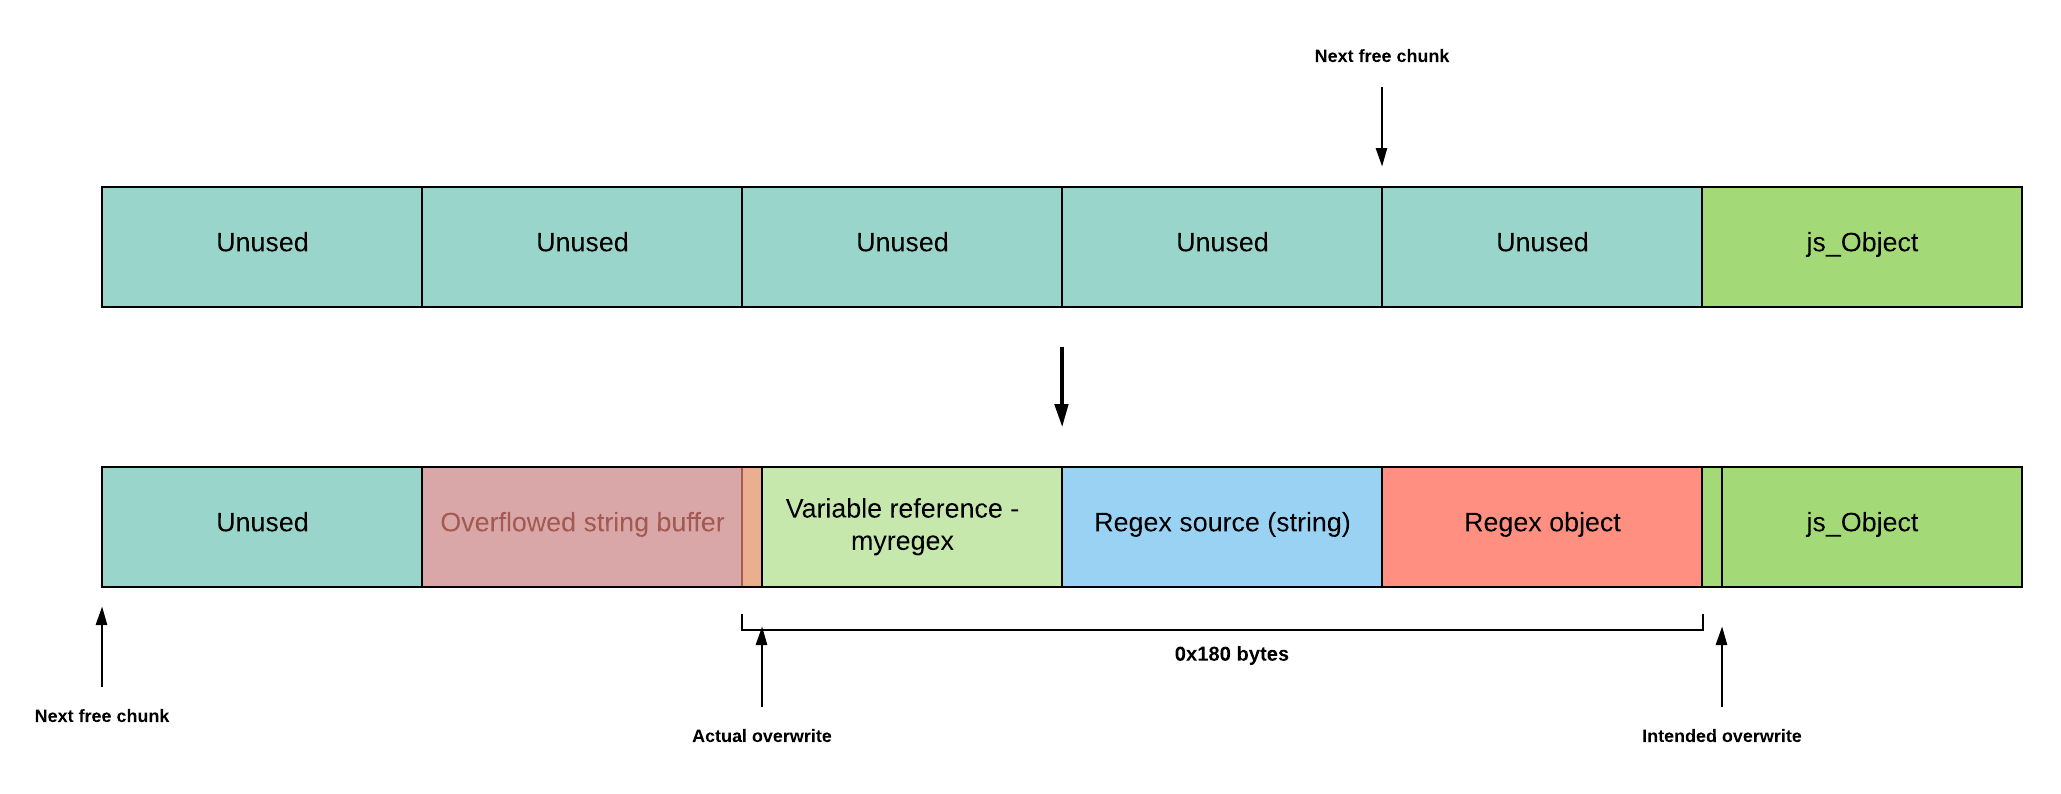 Next free chunk
Unused
Unused
Unused
Unused
Unused
js_Object
Unused
Overflowed string buffer
Variable reference -
myregex
Regex source (string)
Regex object
js_Object
0x180 bytes
Next free chunk
Actual overwrite
Intended overwrite